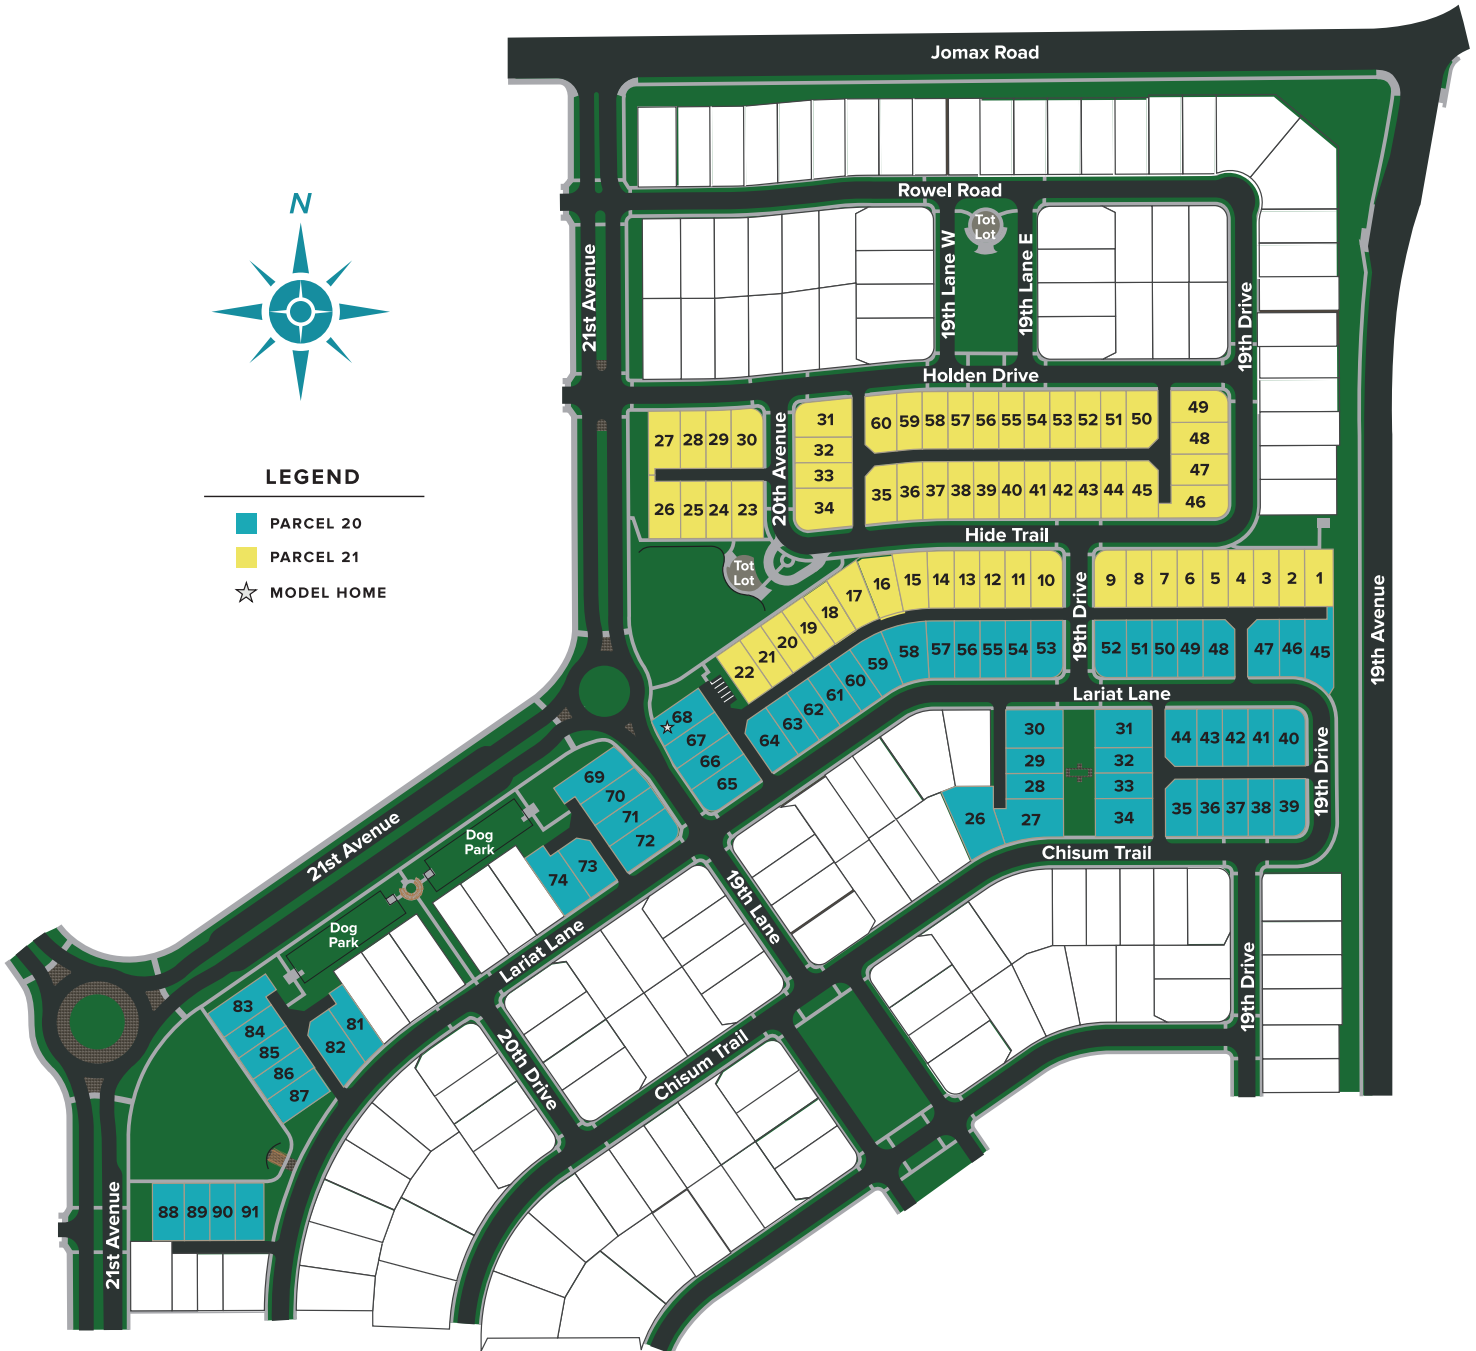 Jomax Road
Rowel Road
Tot
Lot
N
21st Avenue
19th Lane W
19th Lane E
19th Drive
Holden Drive
LEGEND
PARCEL 20
PARCEL 21
MODEL HOME
27 28 29 30
26 25 24 23
20th Avenue
31
32
33
34
60 59 58 57 56 55 54 53 52 51 50
35 36 37 38 39 40 41 42 43 44 45
49
48
47
46
Hide Trail
Tot
Lot
22 21 20 19 18 17 16 15 14 13 12 11 10
19th Drive
9 8 7 6 5 4 3 2 1
19th Avenue
64 63 62 61 60 59 58 57 56 55 54 53
52 51 50 49 48 47 46 45
Lariat Lane
68
67
66
65
30
29
28
27
26
31
32
33
34
44 43 42 41 40
35 36 37 38 39
19th Drive
Chisum Trail
69
70
71
72
73
74
21st Avenue
Dog
Park
Dog
Park
19th Lane
Lariat Lane
19th Drive
83
84
85
86
87
81
82
20th Drive
Chisum Trail
88 89 90 91
21st Avenue